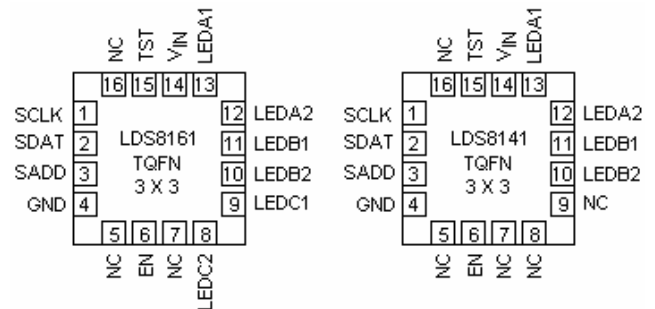 NC TST VIN LEDA1 NC TST VIN LEDA1
16 15 14 13 16 15 14 13
SCLK 1 12 LEDA2 SCLK 1 12 LEDA2
SDAT 2 LDS8161 11 LEDB1 SDAT 2 LDS8141 11 LEDB1
TQFN TQFN
SADD 3 10 LEDB2 SADD 3 10 LEDB2
3 X 3 3 X 3
GND 4 9 LEDC1 GND 4 9 NC
5 6 7 8 5 6 7 8
NC EN NC LEDC2 NC EN NC NC